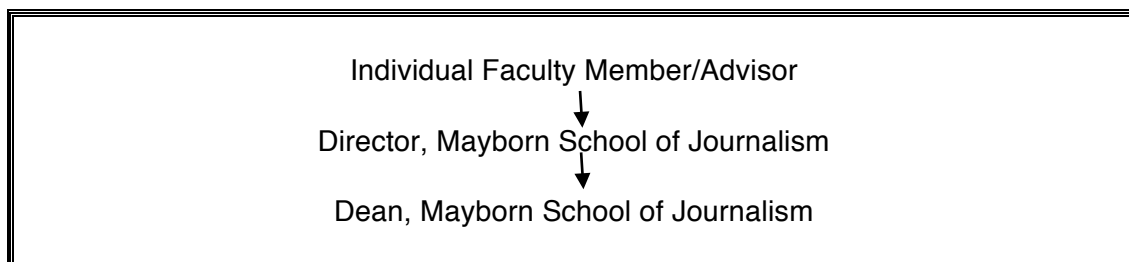 Individual Faculty Member/Advisor
Director, Mayborn School of Journalism
Dean, Mayborn School of Journalism